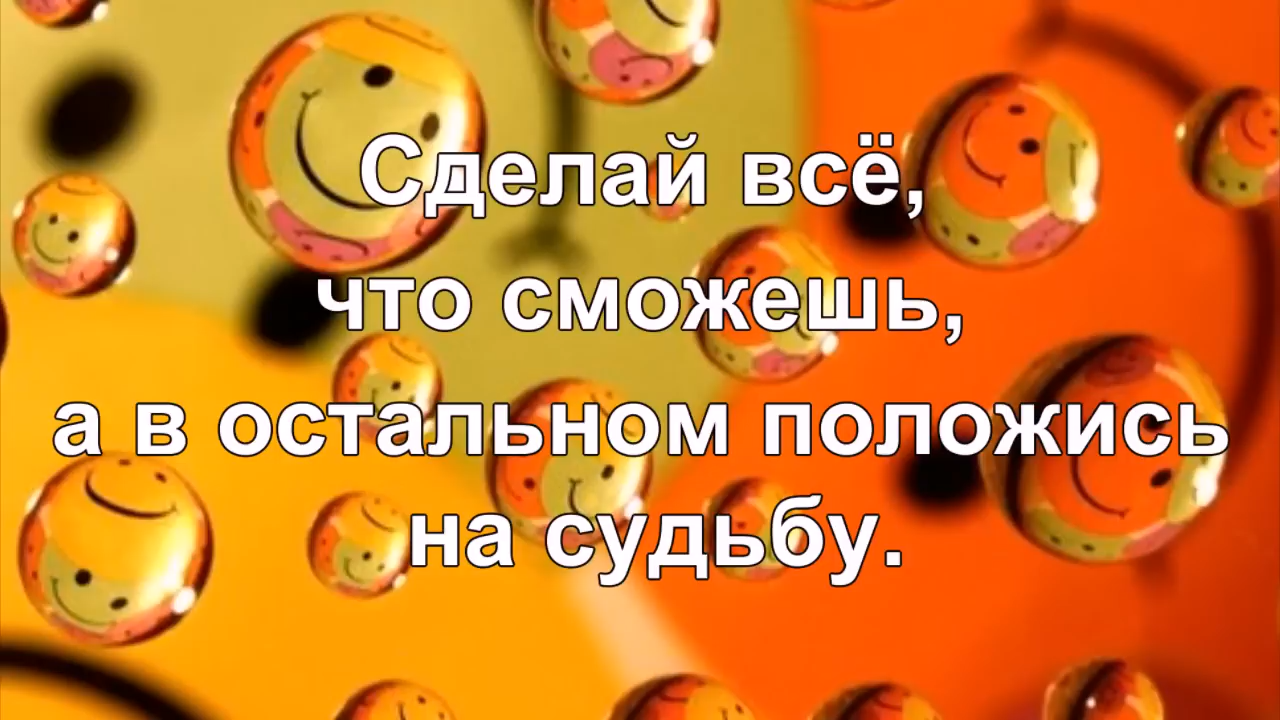 Сделай всё,
что сможешь,
а в остальном положись
на судьбу.